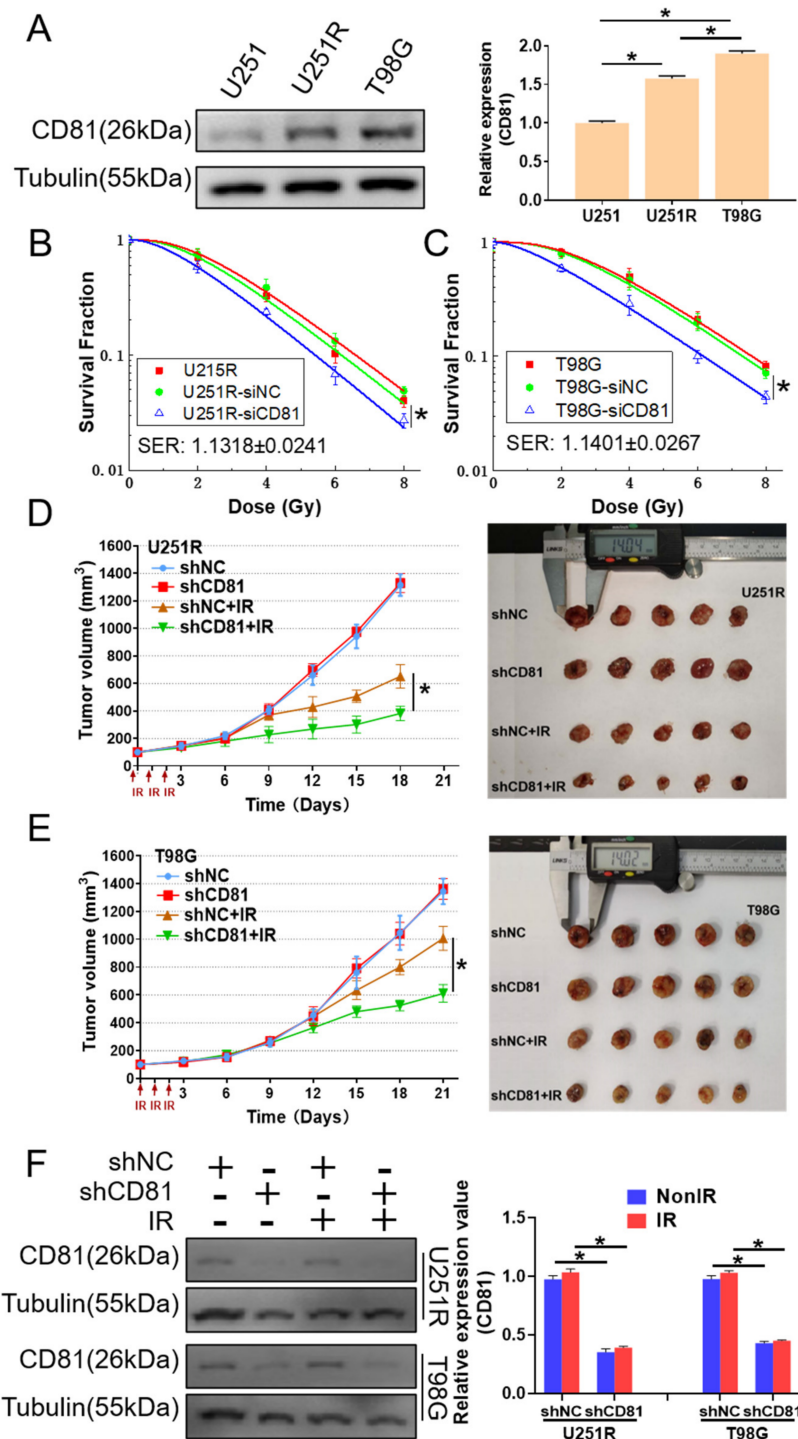 A
U251
U251R
T98G
CD81(26kDa)
Tubulin(55kDa)
Relative expression
(CD81)
2.0
1.5
1.0
0.5
0.0
*
*
*
U251 U251R T98G
B
Survival Fraction
1
0.1
0.01
U215R
U251R-siNC
U251R-siCD81
*
SER: 1.1318±0.0241
0 2 4 6 8
Dose (Gy)
C
Survival Fraction
1
0.1
0.01
T98G
T98G-siNC
T98G-siCD81
*
SER: 1.1401±0.0267
0 2 4 6 8
Dose (Gy)
D
Tumor volume (mm³)
1600
1400
1200
1000
800
600
400
200
0
U251R
shNC
shCD81
shNC+IR
shCD81+IR
*
3 6 9 12 15 18 21
IR IR IR
Time (Days)
LINKS
14.04
U251R
shNC
shCD81
shNC+IR
shCD81+IR
E
Tumor volume (mm³)
1600
1400
1200
1000
800
600
400
200
0
T98G
shNC
shCD81
shNC+IR
shCD81+IR
*
3 6 9 12 15 18 21
IR IR IR
Time (Days)
LINKS
14.02
T98G
shNC
shCD81
shNC+IR
shCD81+IR
F
shNC + - + -
shCD81 - + - +
IR - - + +
CD81(26kDa)
Tubulin(55kDa)
U251R
CD81(26kDa)
Tubulin(55kDa)
T98G
Relative expression value
(CD81)
NonIR
IR
1.5
1.0
0.5
0.0
* *
* *
shNC shCD81 shNC shCD81
U251R T98G